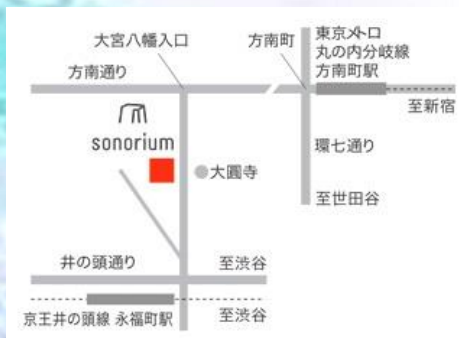 東京メトロ
丸の内分岐線
方南町駅
大宮八幡入口
方南町
方南通り
至新宿
sonorium
環七通り
大圓寺
至世田谷
井の頭通り
至渋谷
京王井の頭線 永福町駅
至渋谷